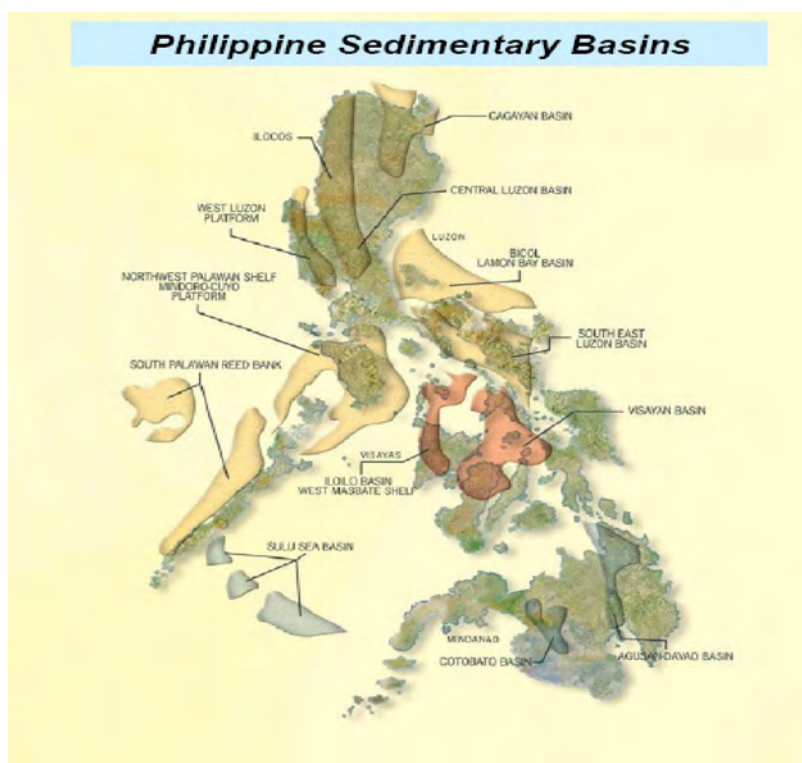 Philippine Sedimentary Basins
CAGAYAN BASIN
ILOCOS
CENTRAL LUZON BASIN
WEST LUZON
PLATFORM
LUZON
BICOL
LAMON BAY BASIN
NORTHWEST PALAWAN SHELF
MINDORO-CUYO
PLATFORM
SOUTH EAST
LUZON BASIN
SOUTH PALAWAN REED BANK
VISAYAN BASIN
VISAYAS
ILOILO BASIN
WEST MASBATE SHELF
SULU SEA BASIN
MINDANAO
COTOBATO BASIN
AGUSAN-DAVAO BASIN